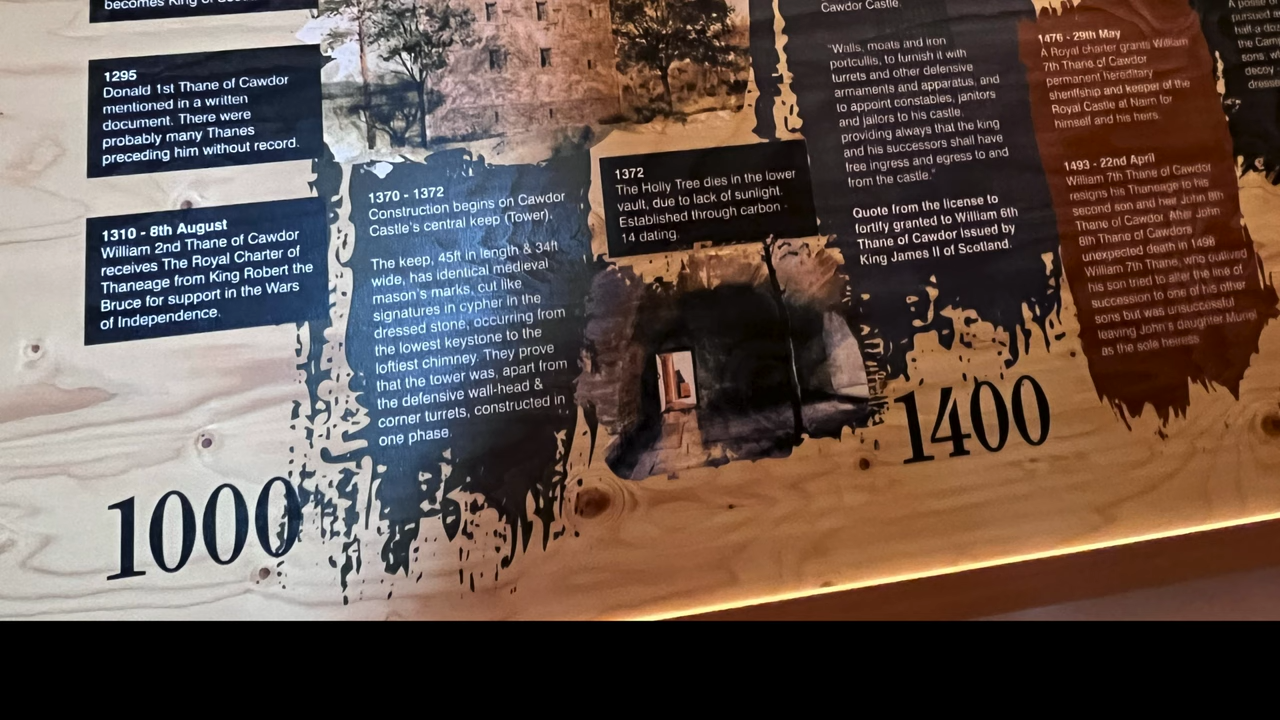 becomes King of
1295
Donald 1st Thane of Cawdor
mentioned in a written
document. There were
probably many Thanes
preceding him without record.
1310 - 8th August
William 2nd Thane of Cawdor
receives The Royal Charter of
Thaneage from King Robert the
Bruce for support in the Wars
of Independence.
1000
1370 - 1372
Construction begins on Cawdor
Castle's central keep (Tower).
The keep, 45ft in length & 34ft
wide, has identical medieval
mason's marks, cut like
signatures in cypher in the
dressed stone, occurring from
the lowest keystone to the
loftiest chimney. They prove
that the tower was, apart from
the defensive wall-head &
corner turrets, constructed in
one phase.
1372
The Holly Tree dies in the lower
vault, due to lack of sunlight.
Established through carbon -
14 dating.
Cawdor Castle.
"Walls, moats and iron
portcullis, to furnish it with
turrets and other defensive
armaments and apparatus, and
to appoint constables, janitors
and jailors to his castle,
providing always that the king
and his successors shall have
free ingress and egress to and
from the castle."
Quote from the license to
fortify granted to William 6th
Thane of Cawdor issued by
King James II of Scotland.
1400
1476 - 29th May
A Royal charter grants William
7th Thane of Cawdor
permanent hereditary
sheriffship and keeper of the
Royal Castle at Nairn for
himself and his heirs.
1493 - 22nd April
William 7th Thane of Cawdor
resigns his Thaneage to his
second son and heir John 8th
Thane of Cawdor. After John
8th Thane of Cawdors
unexpected death in 1498
William 7th Thane, who outlived
his son tried to alter the line of
succession to one of his other
sons but was unsuccessful
leaving John's daughter Muriel
as the sole heiress.
A posse of
pursued
half a
the
sons,
decoy